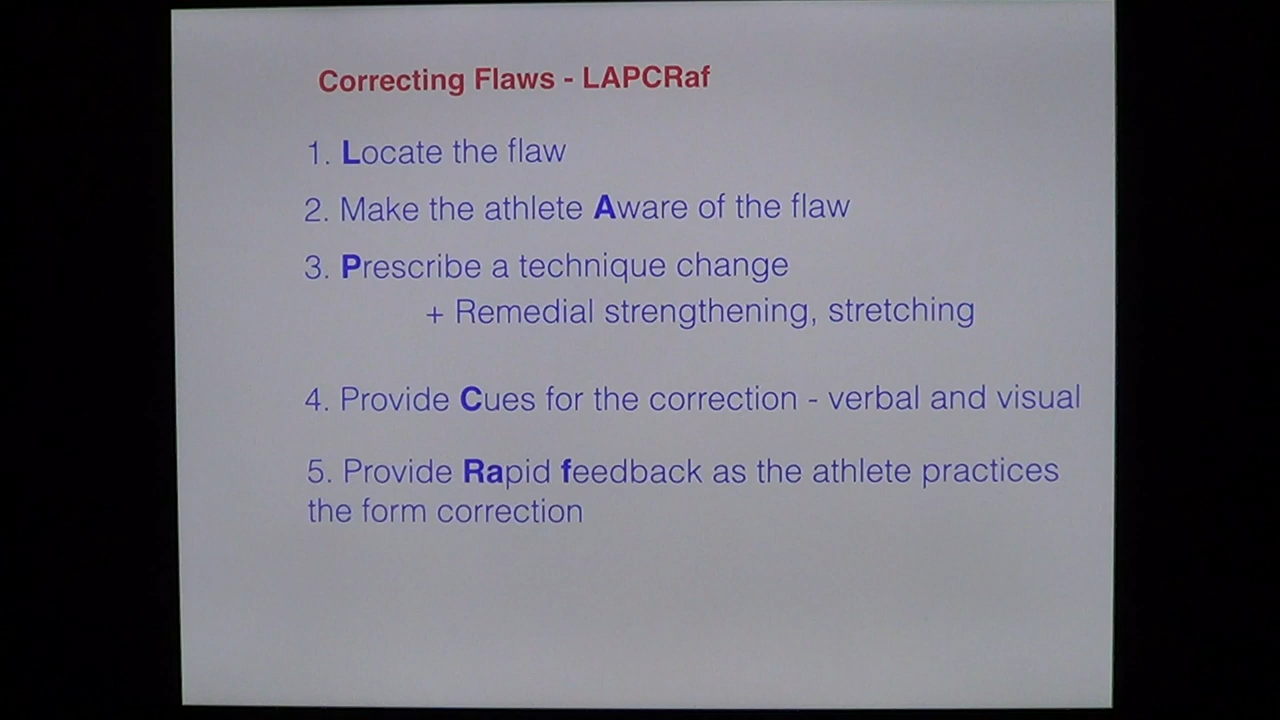 Correcting Flaws - LAPCRaf
1. Locate the flaw
2. Make the athlete Aware of the flaw
3. Prescribe a technique change
+ Remedial strengthening, stretching
4. Provide Cues for the correction - verbal and visual
5. Provide Rapid feedback as the athlete practices
the form correction